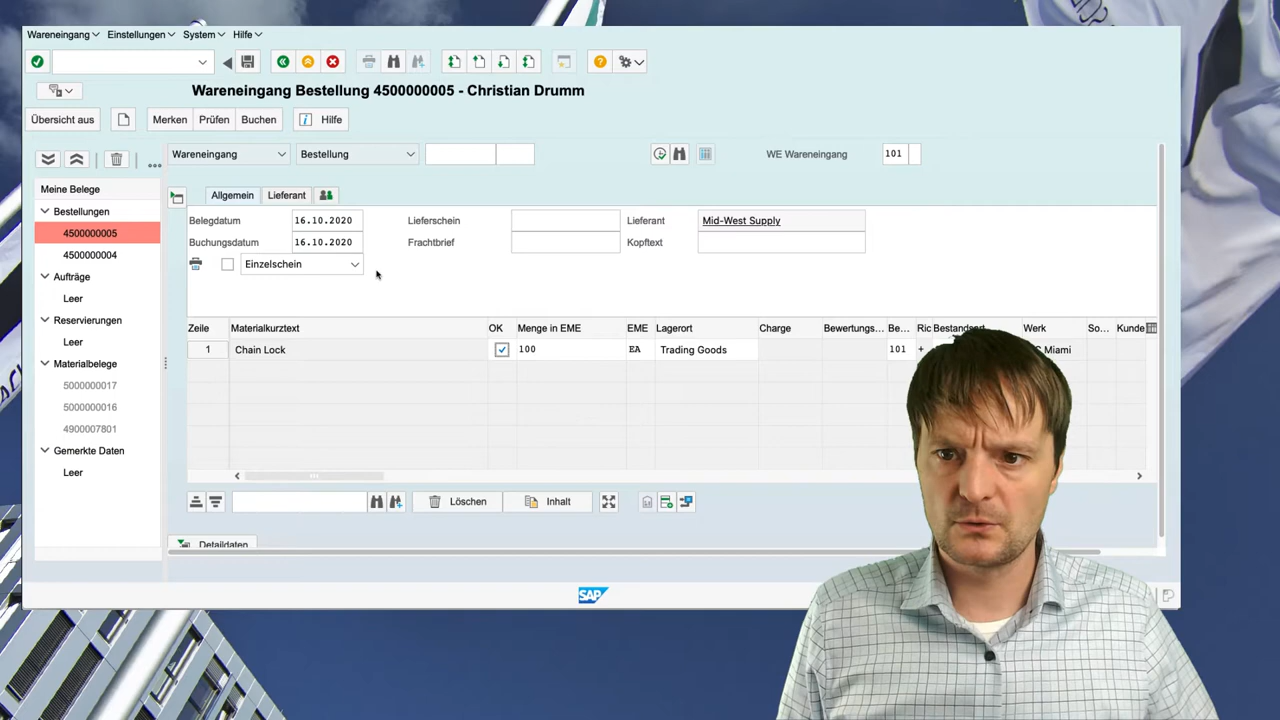 Wareneingang Einstellungen System Hilfe
Wareneingang Bestellung 4500000005 - Christian Drumm
Übersicht aus Merken Prüfen Buchen Hilfe
Wareneingang Bestellung WE Wareneingang 101
Meine Belege
Bestellungen
4500000005
4500000004
Aufträge
Leer
Reservierungen
Leer
Materialbelege
5000000017
5000000016
4900007801
Gemerkte Daten
Leer
Allgemein Lieferant
Belegdatum 16.10.2020 Lieferschein Lieferant Mid-West Supply
Buchungsdatum 16.10.2020 Frachtbrief Kopftext
Einzelschein
Zeile Materialkurztext OK Menge in EME EME Lagerort Charge Bewertungs... Be... Ric Werk So... Kunde
1 Chain Lock 100 EA Trading Goods 101 + Miami
Löschen Inhalt
Detaildaten
SAP